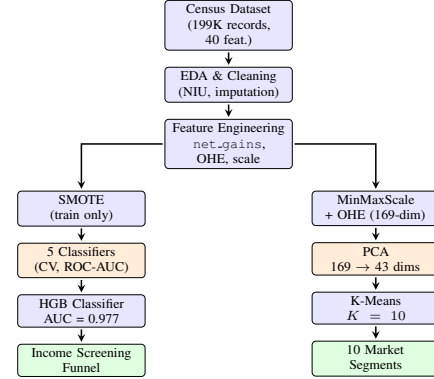 Census Dataset
(199K records,
40 feat.)
EDA & Cleaning
(NIU, imputation)
Feature Engineering
net_gains,
OHE, scale
SMOTE
(train only)
5 Classifiers
(CV, ROC-AUC)
HGB Classifier
AUC = 0.977
Income Screening
Funnel
MinMaxScale
+ OHE (169-dim)
PCA
169 → 43 dims
K-Means
K = 10
10 Market
Segments